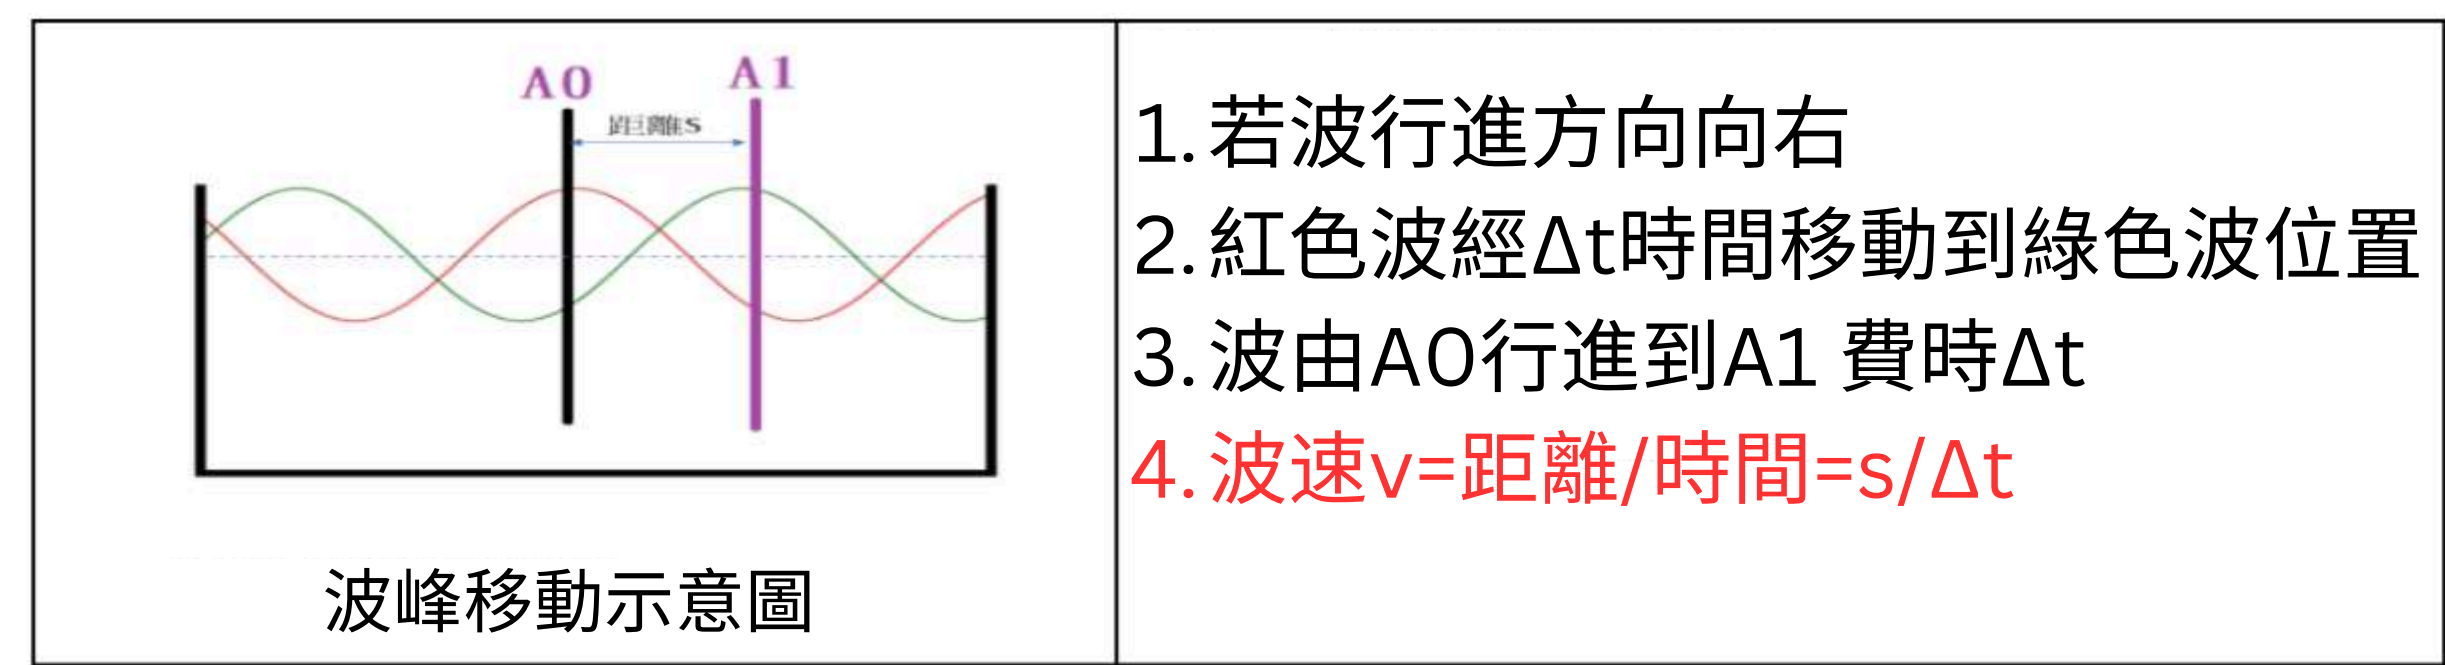 A0
A1
距離s
波峰移動示意圖
1. 若波行進方向向右
2. 紅色波經Δt時間移動到綠色波位置
3. 波由A0行進到A1 費時Δt
4. 波速v=距離/時間=s/Δt